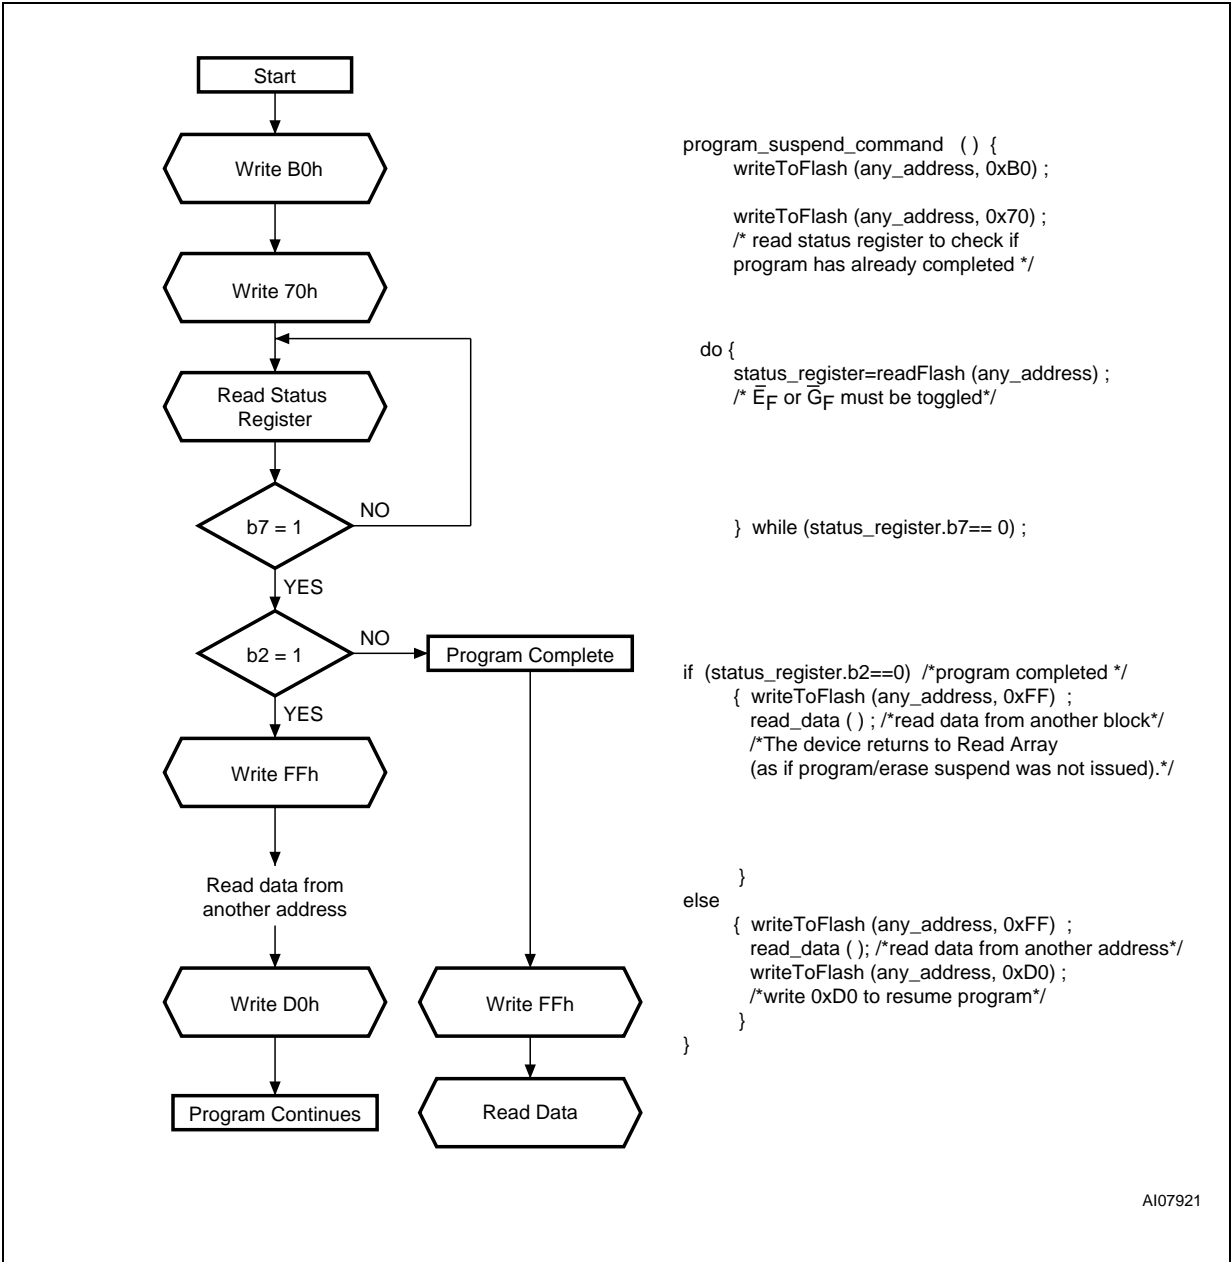 Start
Write B0h
Write 70h
Read Status
Register
b7 = 1
NO
YES
b2 = 1
NO
Program Complete
YES
Write FFh
Read data from
another address
Write D0h
Write FFh
Program Continues
Read Data
program_suspend_command ( ) {
writeToFlash (any_address, 0xB0) ;
writeToFlash (any_address, 0x70) ;
/* read status register to check if
program has already completed */
do {
status_register=readFlash (any_address) ;
/* E̅F or G̅F must be toggled*/
} while (status_register.b7== 0) ;
if (status_register.b2==0) /*program completed */
{ writeToFlash (any_address, 0xFF) ;
read_data ( ) ; /*read data from another block*/
/*The device returns to Read Array
(as if program/erase suspend was not issued).*/
}
else
{ writeToFlash (any_address, 0xFF) ;
read_data ( ); /*read data from another address*/
writeToFlash (any_address, 0xD0) ;
/*write 0xD0 to resume program*/
}
}
AI07921